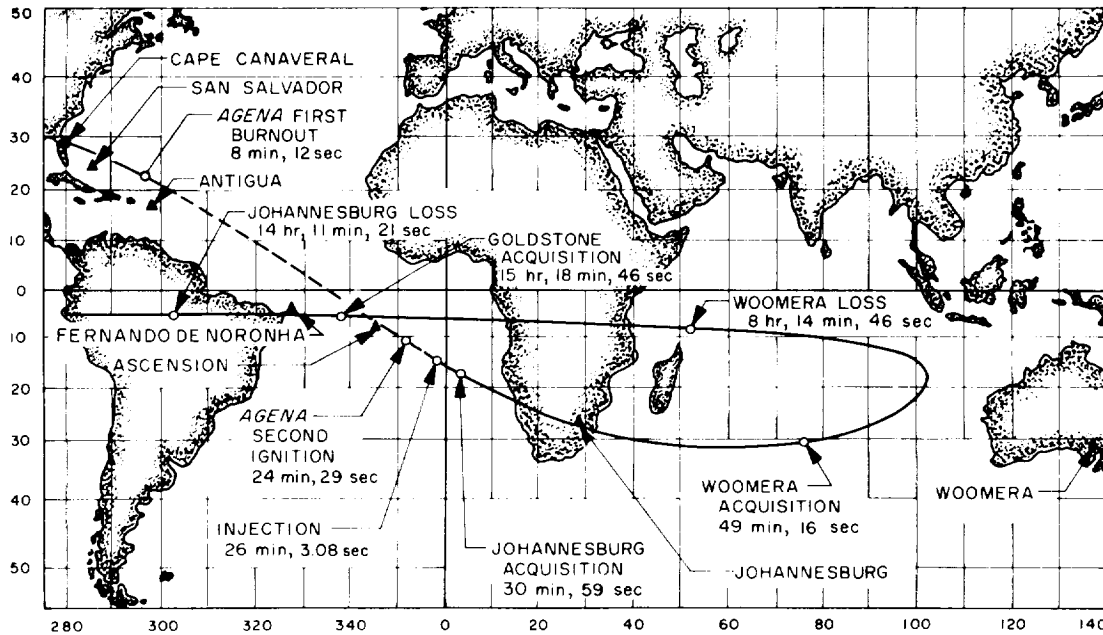 50
40
30
20
10
0
10
20
30
40
50
CAPE CANAVERAL
SAN SALVADOR
AGENA FIRST
BURNOUT
8 min, 12 sec
ANTIGUA
JOHANNESBURG LOSS
14 hr, 11 min, 21 sec
GOLDSTONE
ACQUISITION
15 hr, 18 min, 46 sec
WOOMERA LOSS
8 hr, 14 min, 46 sec
FERNANDO DE NORONHA
ASCENSION
AGENA
SECOND
IGNITION
24 min, 29 sec
INJECTION
26 min, 3.08 sec
JOHANNESBURG
ACQUISITION
30 min, 59 sec
JOHANNESBURG
WOOMERA
ACQUISITION
49 min, 16 sec
WOOMERA
280 300 320 340 0 20 40 60 80 100 120 140